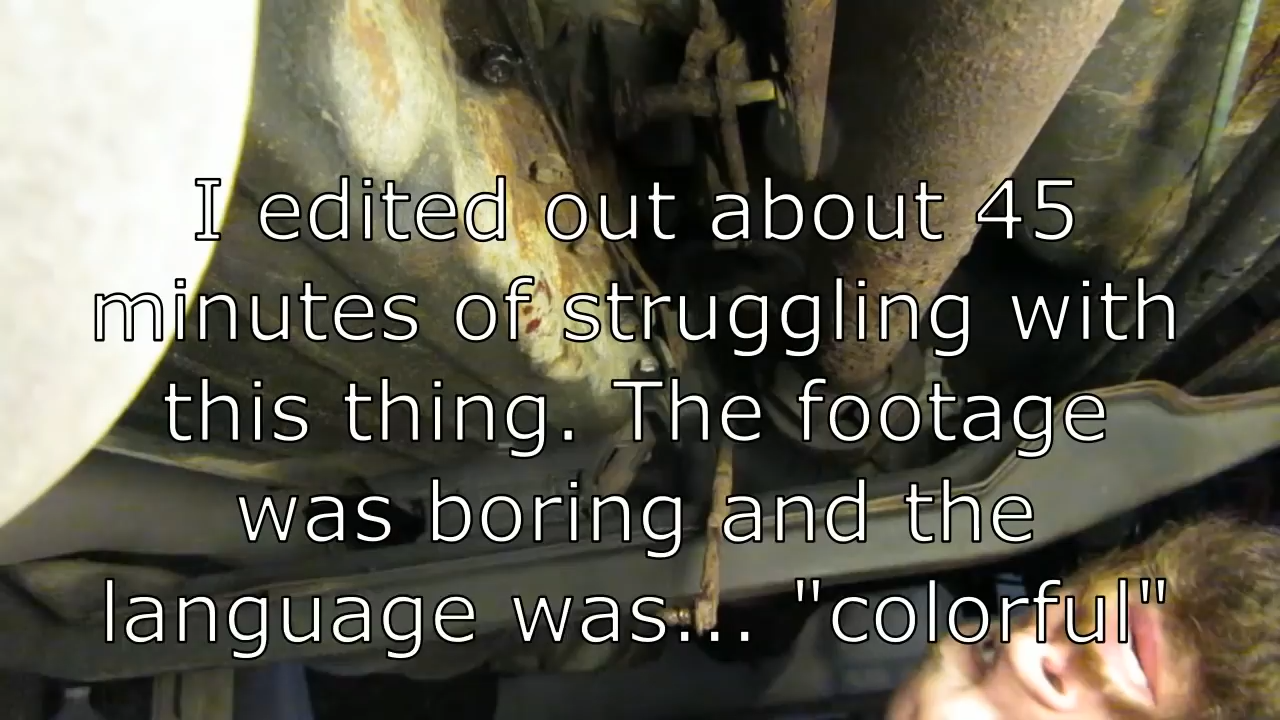 I edited out about 45
minutes of struggling with
this thing. The footage
was boring and the
language was... "colorful"